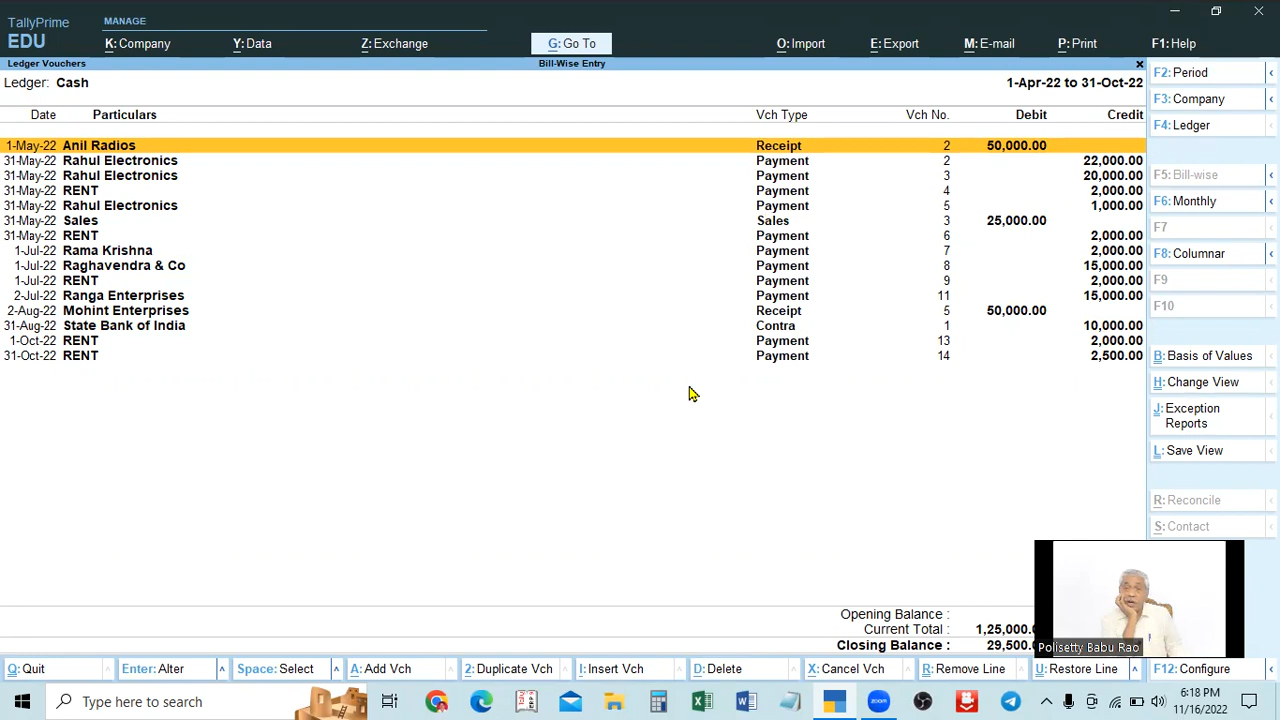 TallyPrime
EDU
MANAGE
K: Company
Y: Data
Z: Exchange
G: Go To
O: Import
E: Export
M: E-mail
P: Print
F1: Help
Ledger Vouchers
Bill-Wise Entry
Ledger: Cash
1-Apr-22 to 31-Oct-22
Date Particulars Vch Type Vch No. Debit Credit
1-May-22 Anil Radios Receipt 2 50,000.00
31-May-22 Rahul Electronics Payment 2 22,000.00
31-May-22 Rahul Electronics Payment 3 20,000.00
31-May-22 RENT Payment 4 2,000.00
31-May-22 Rahul Electronics Payment 5 1,000.00
31-May-22 Sales Sales 3 25,000.00
31-May-22 RENT Payment 6 2,000.00
1-Jul-22 Rama Krishna Payment 7 2,000.00
1-Jul-22 Raghavendra & Co Payment 8 15,000.00
1-Jul-22 RENT Payment 9 2,000.00
2-Jul-22 Ranga Enterprises Payment 11 15,000.00
2-Aug-22 Mohint Enterprises Receipt 5 50,000.00
31-Aug-22 State Bank of India Contra 1 10,000.00
1-Oct-22 RENT Payment 13 2,000.00
31-Oct-22 RENT Payment 14 2,500.00
Opening Balance :
Current Total : 1,25,000.
Closing Balance : 29,500.
F2: Period
F3: Company
F4: Ledger
F5: Bill-wise
F6: Monthly
F7
F8: Columnar
F9
F10
B: Basis of Values
H: Change View
J: Exception
Reports
L: Save View
R: Reconcile
S: Contact
Polisetty Babu Rao
Q: Quit
Enter: Alter
Space: Select
A: Add Vch
2: Duplicate Vch
I: Insert Vch
D: Delete
X: Cancel Vch
R: Remove Line
U: Restore Line
F12: Configure
Type here to search
zoom
6:18 PM
11/16/2022